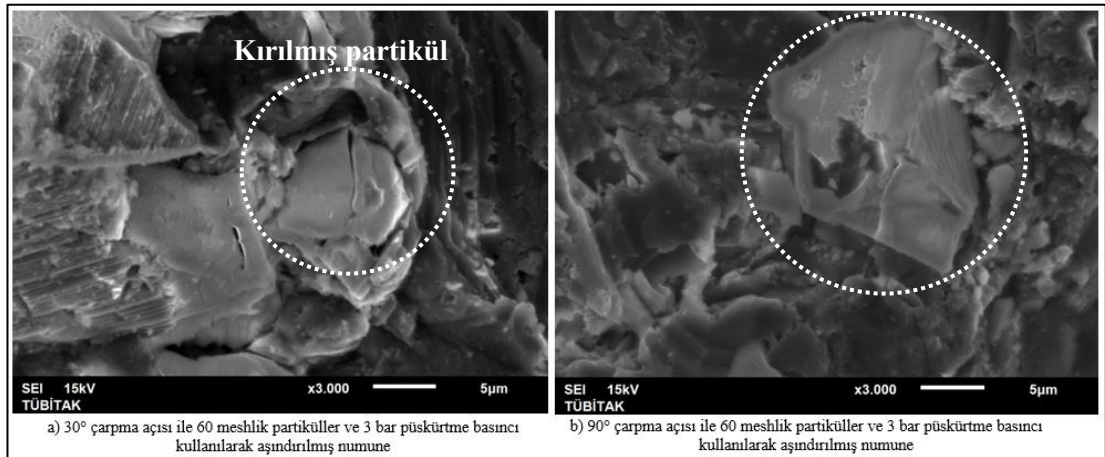 Kırılmış partikül
SEI 15kV x3.000 5µm
TÜBİTAK
SEI 15kV x3.000 5µm
TÜBİTAK
a) 30° çarpma açısı ile 60 meshlik partiküller ve 3 bar püskürtme basıncı
kullanılarak aşındırılmış numune
b) 90° çarpma açısı ile 60 meshlik partiküller ve 3 bar püskürtme basıncı
kullanılarak aşındırılmış numune